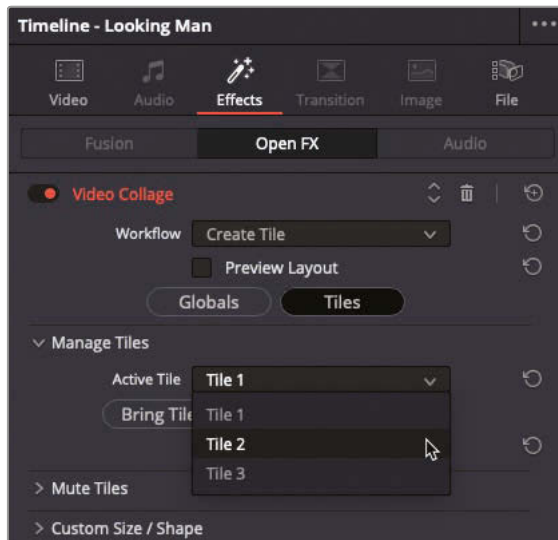 Timeline - Looking Man
Video Audio Effects Transition Image File
Fusion Open FX Audio
Video Collage
Workflow Create Tile
Preview Layout
Globals Tiles
Manage Tiles
Active Tile Tile 1
Bring Tile
Tile 1
Tile 2
Tile 3
Mute Tiles
Custom Size / Shape